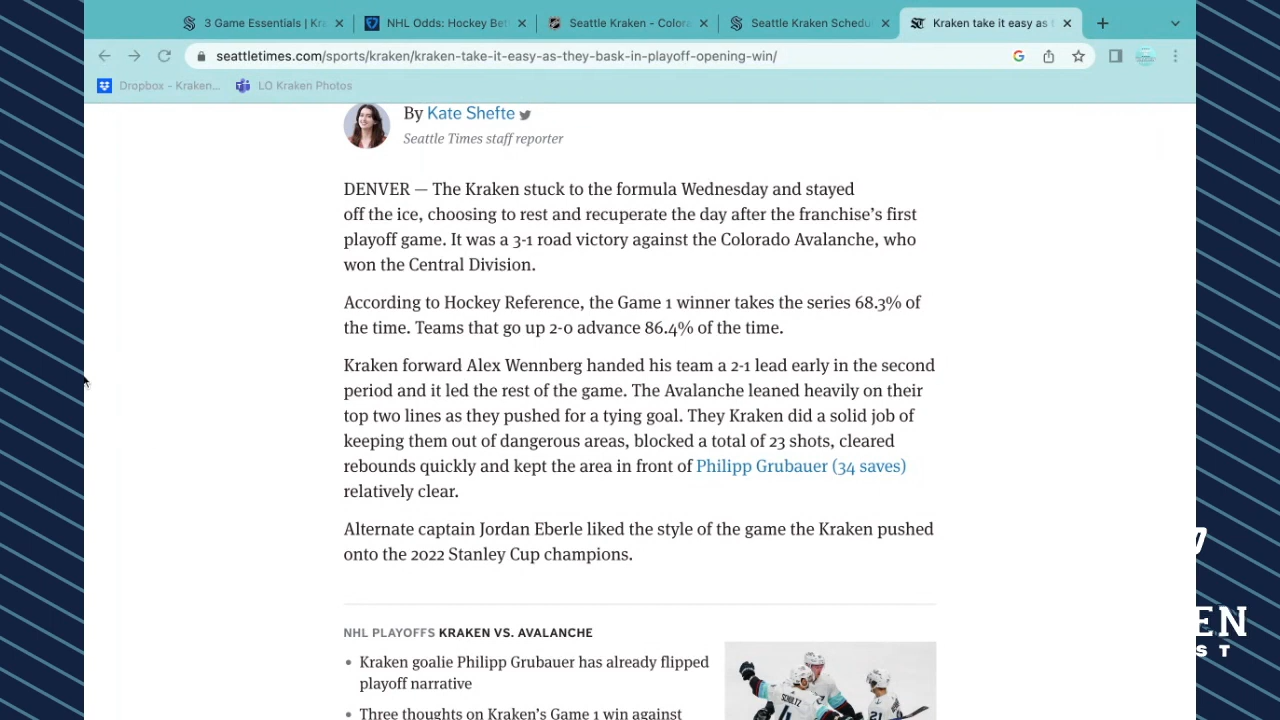 3 Game Essentials | Kra
NHL Odds: Hockey Bet
Seattle Kraken - Colora
Seattle Kraken Schedu
Kraken take it easy as t
seattletimes.com/sports/kraken/kraken-take-it-easy-as-they-bask-in-playoff-opening-win/
Dropbox - Kraken...
LO Kraken Photos
By Kate Shefte
Seattle Times staff reporter
DENVER — The Kraken stuck to the formula Wednesday and stayed
off the ice, choosing to rest and recuperate the day after the franchise's first
playoff game. It was a 3-1 road victory against the Colorado Avalanche, who
won the Central Division.
According to Hockey Reference, the Game 1 winner takes the series 68.3% of
the time. Teams that go up 2-0 advance 86.4% of the time.
Kraken forward Alex Wennberg handed his team a 2-1 lead early in the second
period and it led the rest of the game. The Avalanche leaned heavily on their
top two lines as they pushed for a tying goal. They Kraken did a solid job of
keeping them out of dangerous areas, blocked a total of 23 shots, cleared
rebounds quickly and kept the area in front of Philipp Grubauer (34 saves)
relatively clear.
Alternate captain Jordan Eberle liked the style of the game the Kraken pushed
onto the 2022 Stanley Cup champions.
NHL PLAYOFFS KRAKEN VS. AVALANCHE
• Kraken goalie Philipp Grubauer has already flipped
playoff narrative
• Three thoughts on Kraken's Game 1 win against
EN
ST
4
21